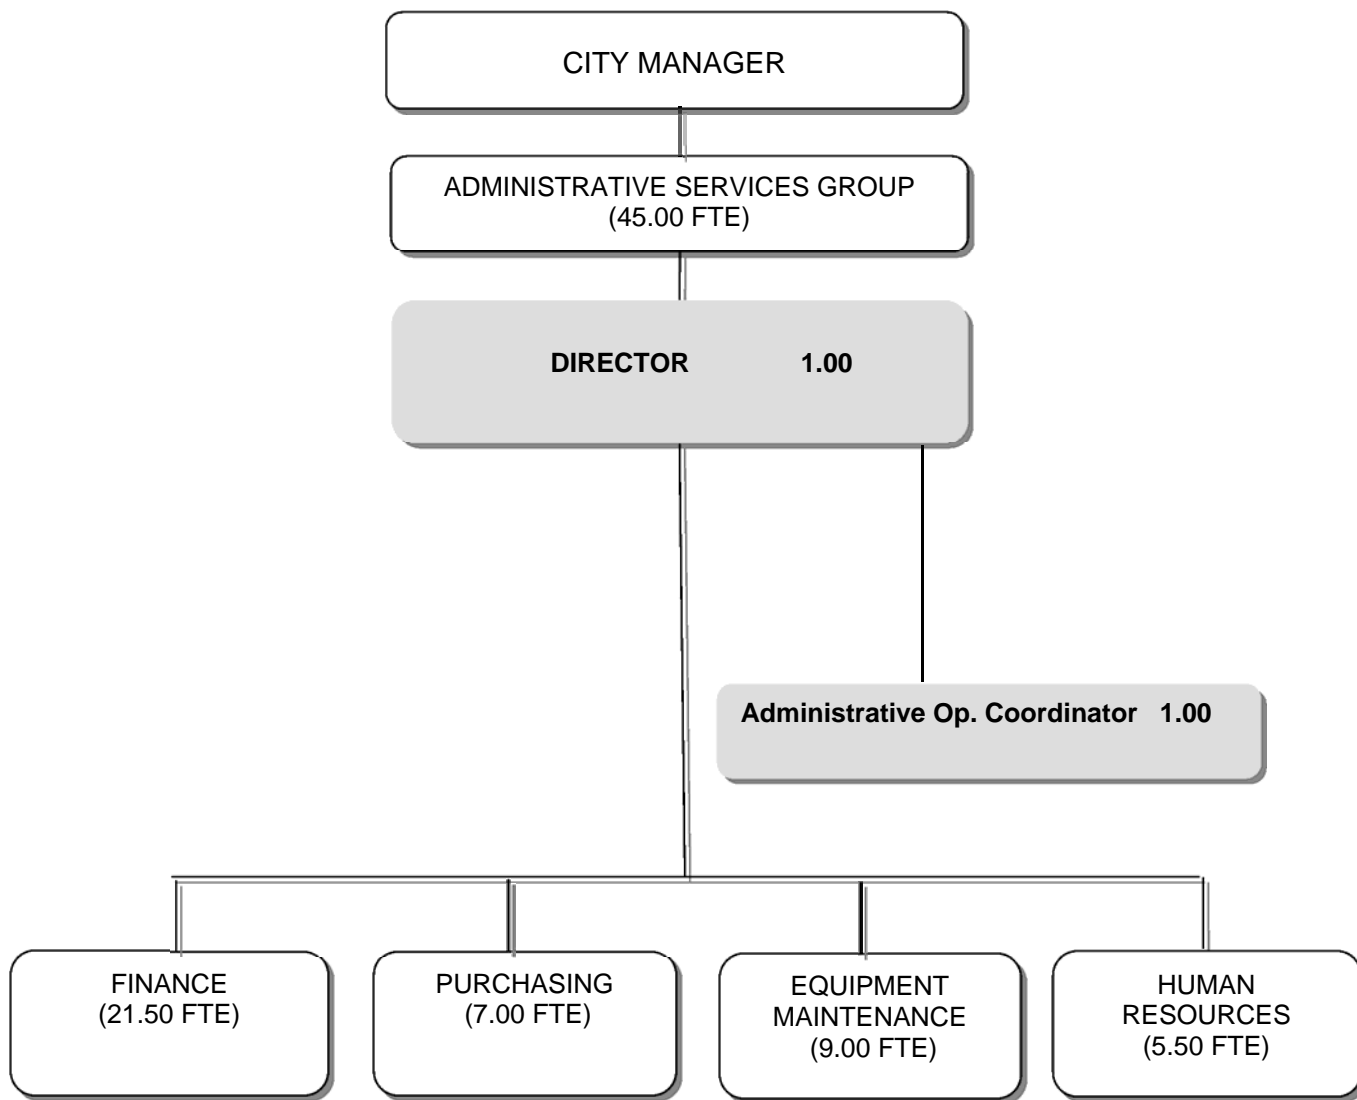 CITY MANAGER
ADMINISTRATIVE SERVICES GROUP
(45.00 FTE)
DIRECTOR 1.00
Administrative Op. Coordinator 1.00
FINANCE
(21.50 FTE)
PURCHASING
(7.00 FTE)
EQUIPMENT
MAINTENANCE
(9.00 FTE)
HUMAN
RESOURCES
(5.50 FTE)